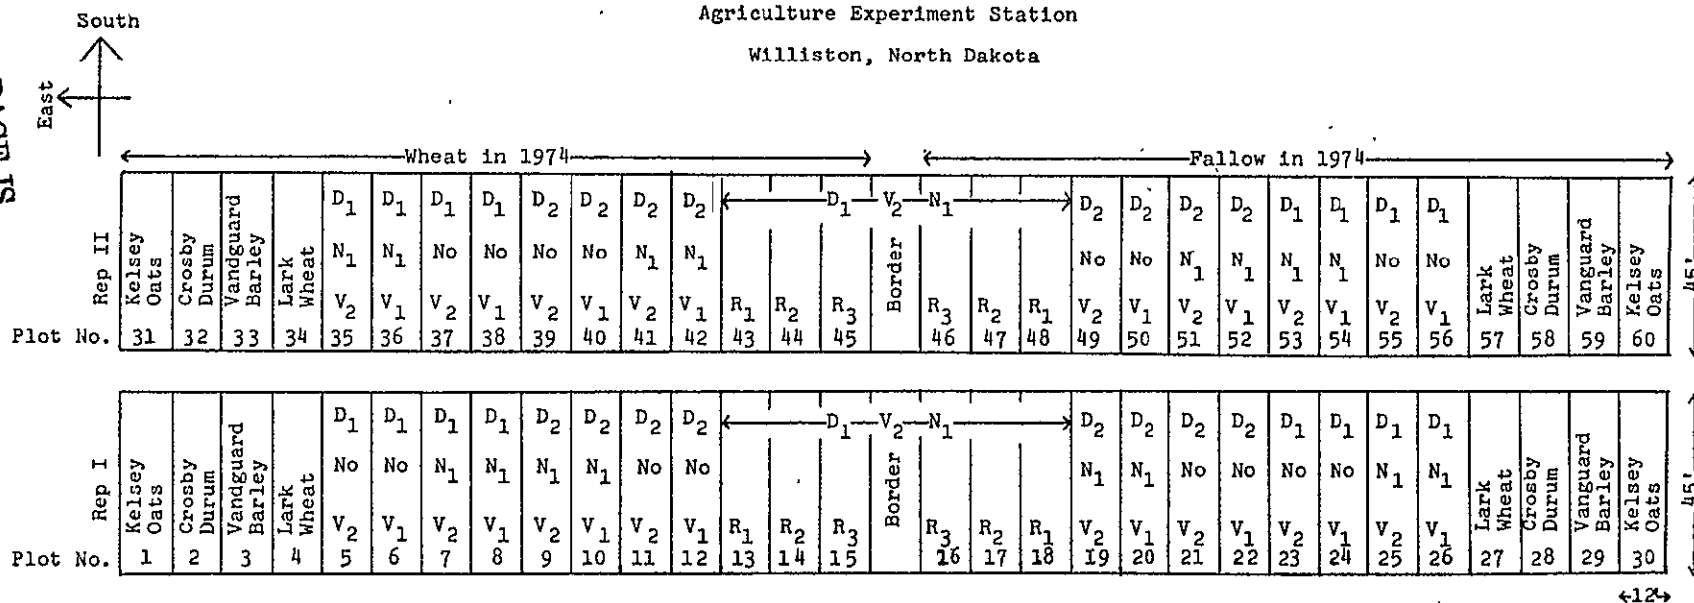 Agriculture Experiment Station
Williston, North Dakota
South
East
Wheat in 1974
Fallow in 1974
Rep II
Kelsey Oats Crosby Durum Vandguard Barley Lark Wheat D1 D1 D1 D1 D2 D2 D2 D2 D1 V2 N1 D2 D2 D2 D2 D1 D1 D1 D1 Lark Wheat Crosby Durum Vanguard Barley Kelsey Oats
N1 N1 No No No No N1 N1 Border No No N1 N1 N1 N1 No No
V2 V1 V2 V1 V2 V1 V2 V1 R1 R2 R3 R3 R2 R1 V2 V1 V2 V1 V2 V1 V2 V1
Plot No. 31 32 33 34 35 36 37 38 39 40 41 42 43 44 45 46 47 48 49 50 51 52 53 54 55 56 57 58 59 60
45'
Rep I
Kelsey Oats Crosby Durum Vandguard Barley Lark Wheat D1 D1 D1 D1 D2 D2 D2 D2 D1 V2 N1 D2 D2 D2 D2 D1 D1 D1 D1 Lark Wheat Crosby Durum Vanguard Barley Kelsey Oats
No No N1 N1 N1 N1 No No Border N1 N1 No No No No N1 N1
V2 V1 V2 V1 V2 V1 V2 V1 R1 R2 R3 R3 R2 R1 V2 V1 V2 V1 V2 V1 V2 V1
Plot No. 1 2 3 4 5 6 7 8 9 10 11 12 13 14 15 16 17 18 19 20 21 22 23 24 25 26 27 28 29 30
45'
12'